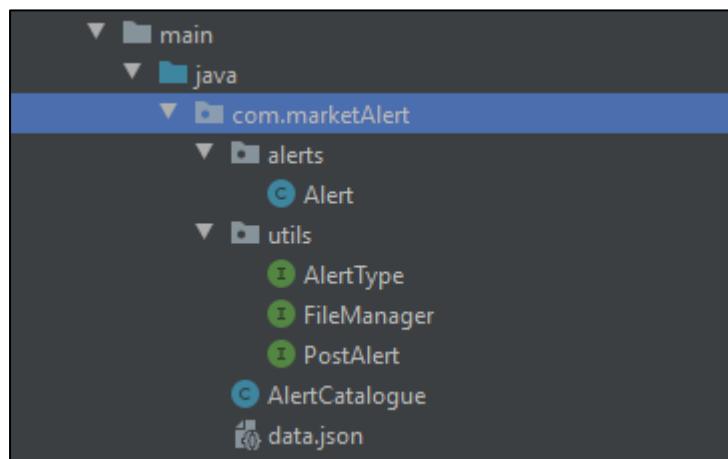 main
java
com.marketAlert
alerts
C Alert
utils
I AlertType
I FileManager
I PostAlert
C AlertCatalogue
data.json